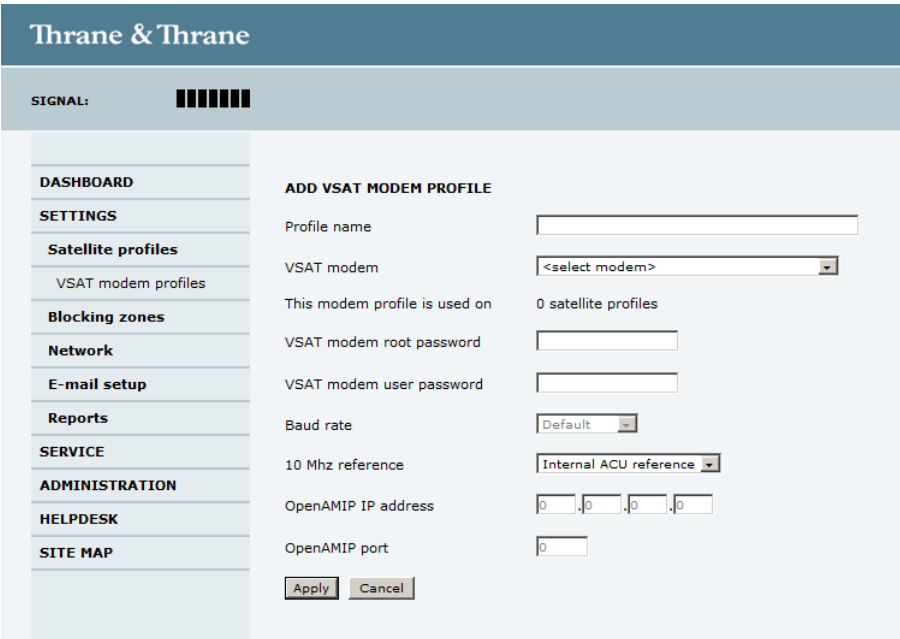 Thrane & Thrane
SIGNAL:
DASHBOARD
SETTINGS
Satellite profiles
VSAT modem profiles
Blocking zones
Network
E-mail setup
Reports
SERVICE
ADMINISTRATION
HELPDESK
SITE MAP
ADD VSAT MODEM PROFILE
Profile name
VSAT modem <select modem>
This modem profile is used on 0 satellite profiles
VSAT modem root password
VSAT modem user password
Baud rate Default
10 Mhz reference Internal ACU reference
OpenAMIP IP address 0 . 0 . 0 . 0
OpenAMIP port 0
Apply Cancel